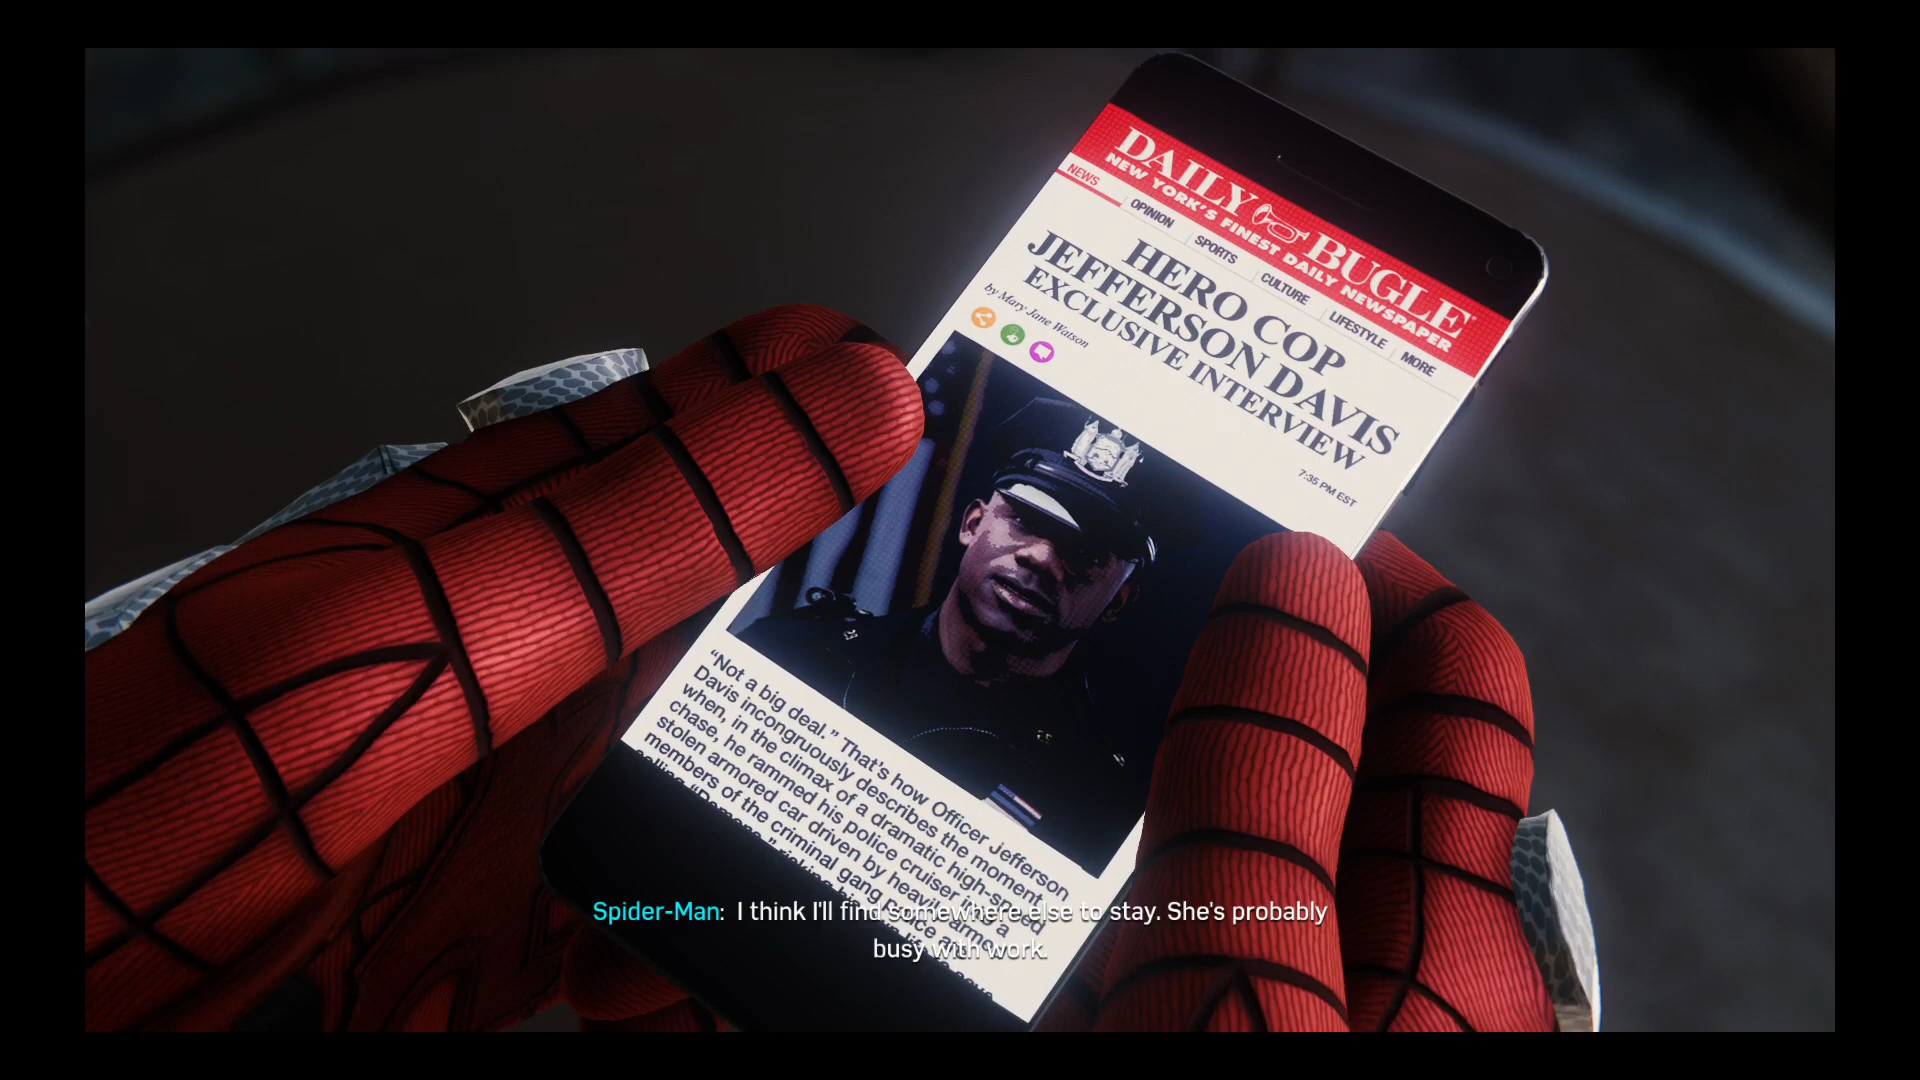 DAILY BUGLE
NEW YORK'S FINEST DAILY NEWSPAPER
NEWS OPINION SPORTS CULTURE LIFESTYLE MORE
HERO COP
JEFFERSON DAVIS
EXCLUSIVE INTERVIEW
by Mary Jane Watson
7:35 PM EST
23
“Not a big deal.” That's how Officer Jefferson
Davis incongruously describes the moment
when, in the climax of a dramatic high-speed
chase, he rammed his police cruiser into a
stolen armored car driven by heavily armed
members of the criminal gang police are
Spider-Man: I think I'll find somewhere else to stay. She's probably
busy with work.